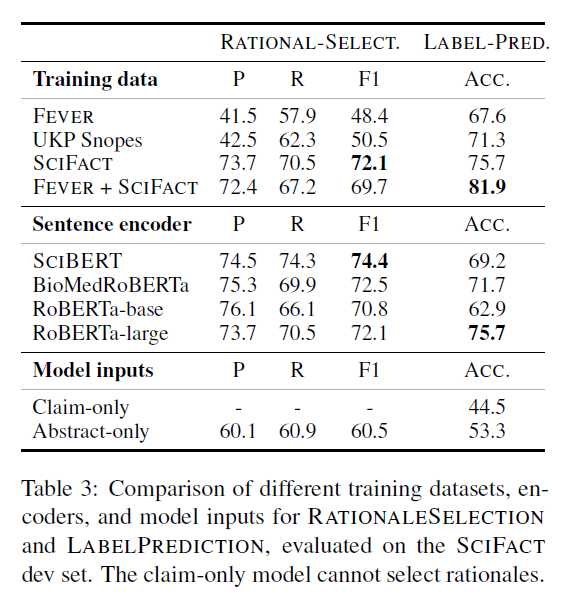 RATIONAL-SELECT. LABEL-PRED.
Training data P R F1 ACC.
FEVER 41.5 57.9 48.4 67.6
UKP Snopes 42.5 62.3 50.5 71.3
SCIFACT 73.7 70.5 72.1 75.7
FEVER + SCIFACT 72.4 67.2 69.7 81.9
Sentence encoder P R F1 ACC.
SCIBERT 74.5 74.3 74.4 69.2
BioMedRoBERTa 75.3 69.9 72.5 71.7
RoBERTa-base 76.1 66.1 70.8 62.9
RoBERTa-large 73.7 70.5 72.1 75.7
Model inputs P R F1 ACC.
Claim-only - - - 44.5
Abstract-only 60.1 60.9 60.5 53.3
Table 3: Comparison of different training datasets, en-
coders, and model inputs for RATIONALESELECTION
and LABELPREDICTION, evaluated on the SCIFACT
dev set. The claim-only model cannot select rationales.